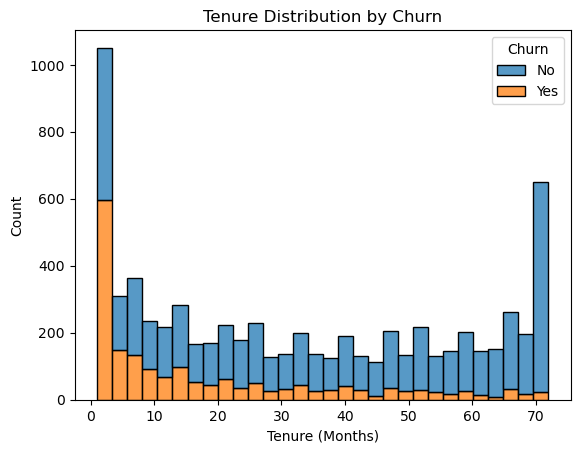 Tenure Distribution by Churn
Churn
No
Yes
1000
800
600
400
200
0
Count
0 10 20 30 40 50 60 70
Tenure (Months)